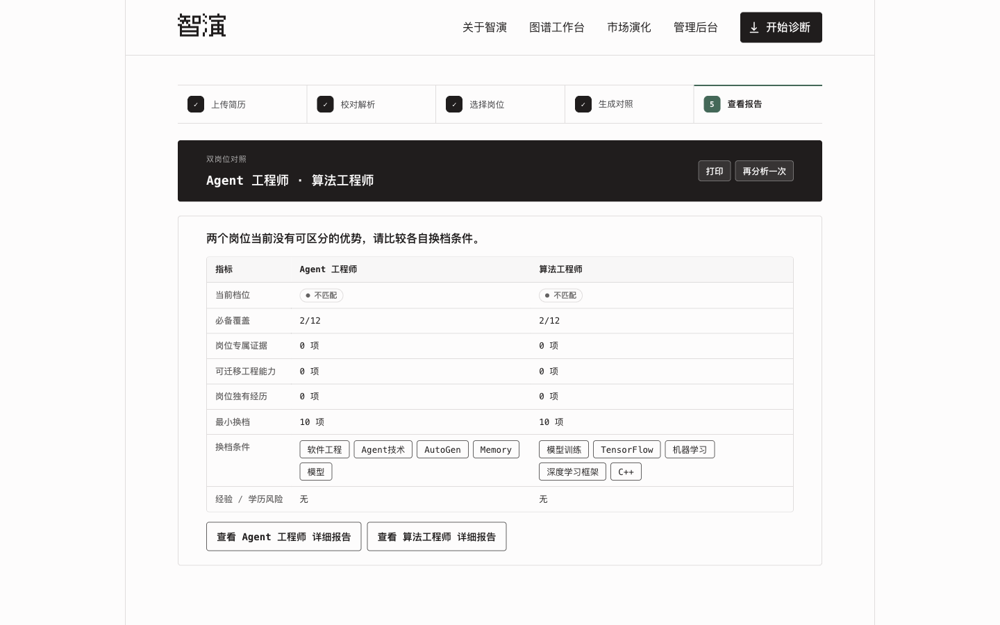 智演
关于智演 图谱工作台 市场演化 管理后台 开始诊断
✓ 上传简历 ✓ 校对解析 ✓ 选择岗位 ✓ 生成对照 5 查看报告
双岗位对照
Agent 工程师 · 算法工程师
打印 再分析一次
两个岗位当前没有可区分的优势，请比较各自换档条件。
指标 Agent 工程师 算法工程师
当前档位 不匹配 不匹配
必备覆盖 2/12 2/12
岗位专属证据 0 项 0 项
可迁移工程能力 0 项 0 项
岗位独有经历 0 项 0 项
最小换档 10 项 10 项
换档条件 软件工程 Agent技术 AutoGen Memory 模型训练 TensorFlow 机器学习
模型 深度学习框架 C++
经验 / 学历风险 无 无
查看 Agent 工程师 详细报告 查看 算法工程师 详细报告